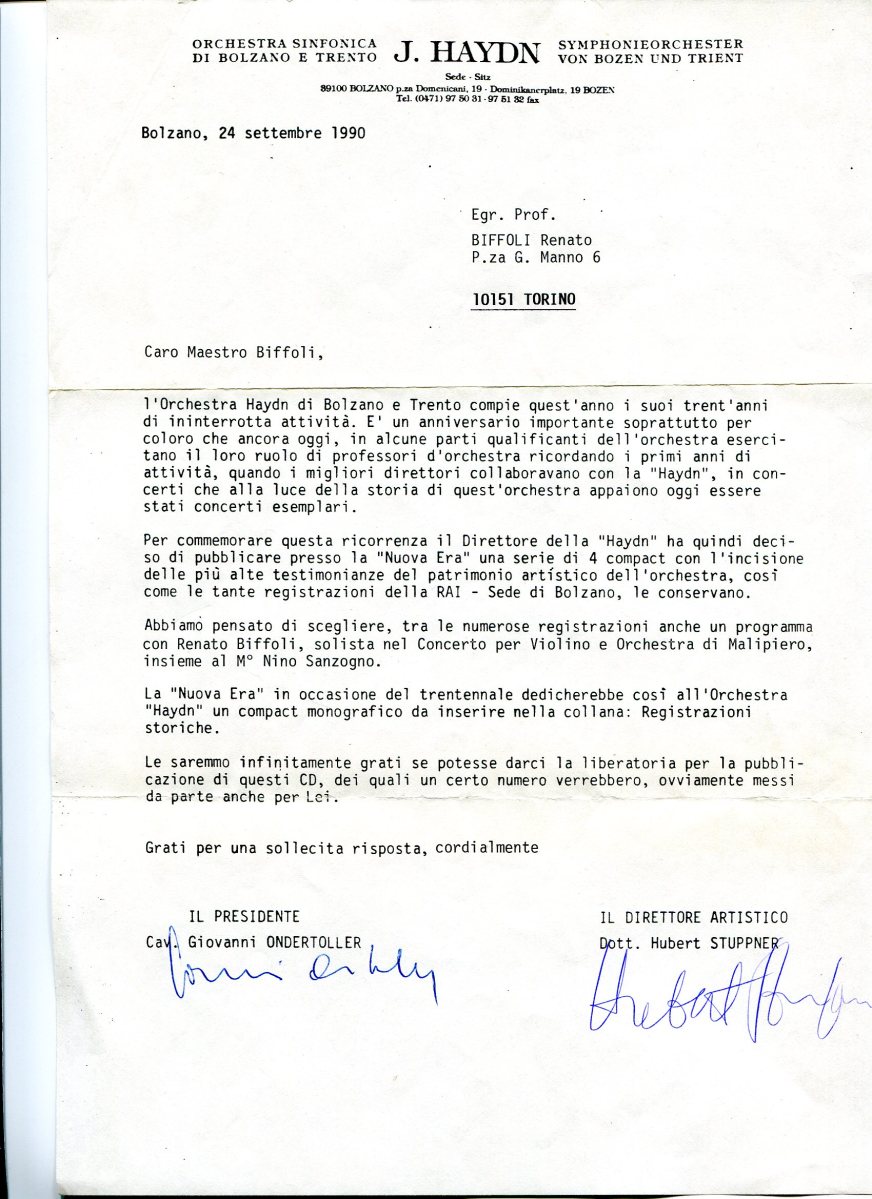 ORCHESTRA SINFONICA
DI BOLZANO E TRENTO
J. HAYDN
SYMPHONIEORCHESTER
VON BOZEN UND TRIENT
Sede - Sitz
39100 BOLZANO p.za Domenicani, 19 - Dominikanerplatz, 19 BOZEN
Tel. (0471) 97 50 31 - 97 51 32 fax
Bolzano, 24 settembre 1990
Egr. Prof.
BIFFOLI Renato
P.za G. Manno 6
10151 TORINO
Caro Maestro Biffoli,
l'Orchestra Haydn di Bolzano e Trento compie quest'anno i suoi trent'anni
di ininterrotta attività. E' un anniversario importante soprattutto per
coloro che ancora oggi, in alcune parti qualificanti dell'orchestra eserci-
tano il loro ruolo di professori d'orchestra ricordando i primi anni di
attività, quando i migliori direttori collaboravano con la "Haydn", in con-
certi che alla luce della storia di quest'orchestra appaiono oggi essere
stati concerti esemplari.
Per commemorare questa ricorrenza il Direttore della "Haydn" ha quindi deci-
so di pubblicare presso la "Nuova Era" una serie di 4 compact con l'incisione
delle più alte testimonianze del patrimonio artistico dell'orchestra, così
come le tante registrazioni della RAI - Sede di Bolzano, le conservano.
Abbiamo pensato di scegliere, tra le numerose registrazioni anche un programma
con Renato Biffoli, solista nel Concerto per Violino e Orchestra di Malipiero,
insieme al M° Nino Sanzogno.
La "Nuova Era" in occasione del trentennale dedicherebbe così all'Orchestra
"Haydn" un compact monografico da inserire nella collana: Registrazioni
storiche.
Le saremmo infinitamente grati se potesse darci la liberatoria per la pubbli-
cazione di questi CD, dei quali un certo numero verrebbero, ovviamente messi
da parte anche per Lei.
Grati per una sollecita risposta, cordialmente
IL PRESIDENTE
Cav. Giovanni ONDERTOLLER
IL DIRETTORE ARTISTICO
Dott. Hubert STUPPNER